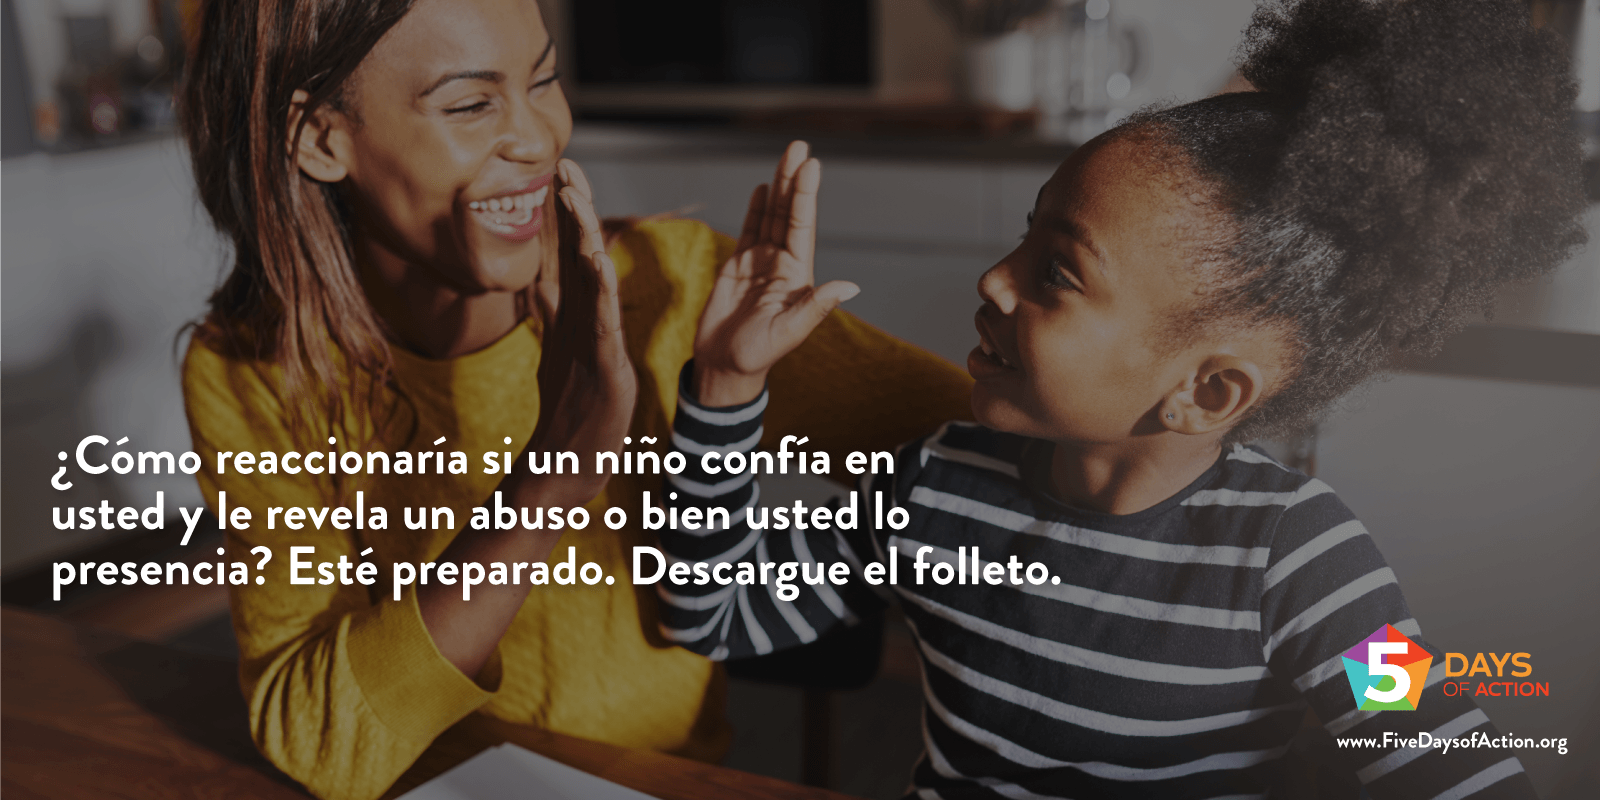 ¿Cómo reaccionaría si un niño confía en
usted y le revela un abuso o bien usted lo
presencia? Esté preparado. Descargue el folleto.
5 DAYS
OF ACTION
www.FiveDaysofAction.org